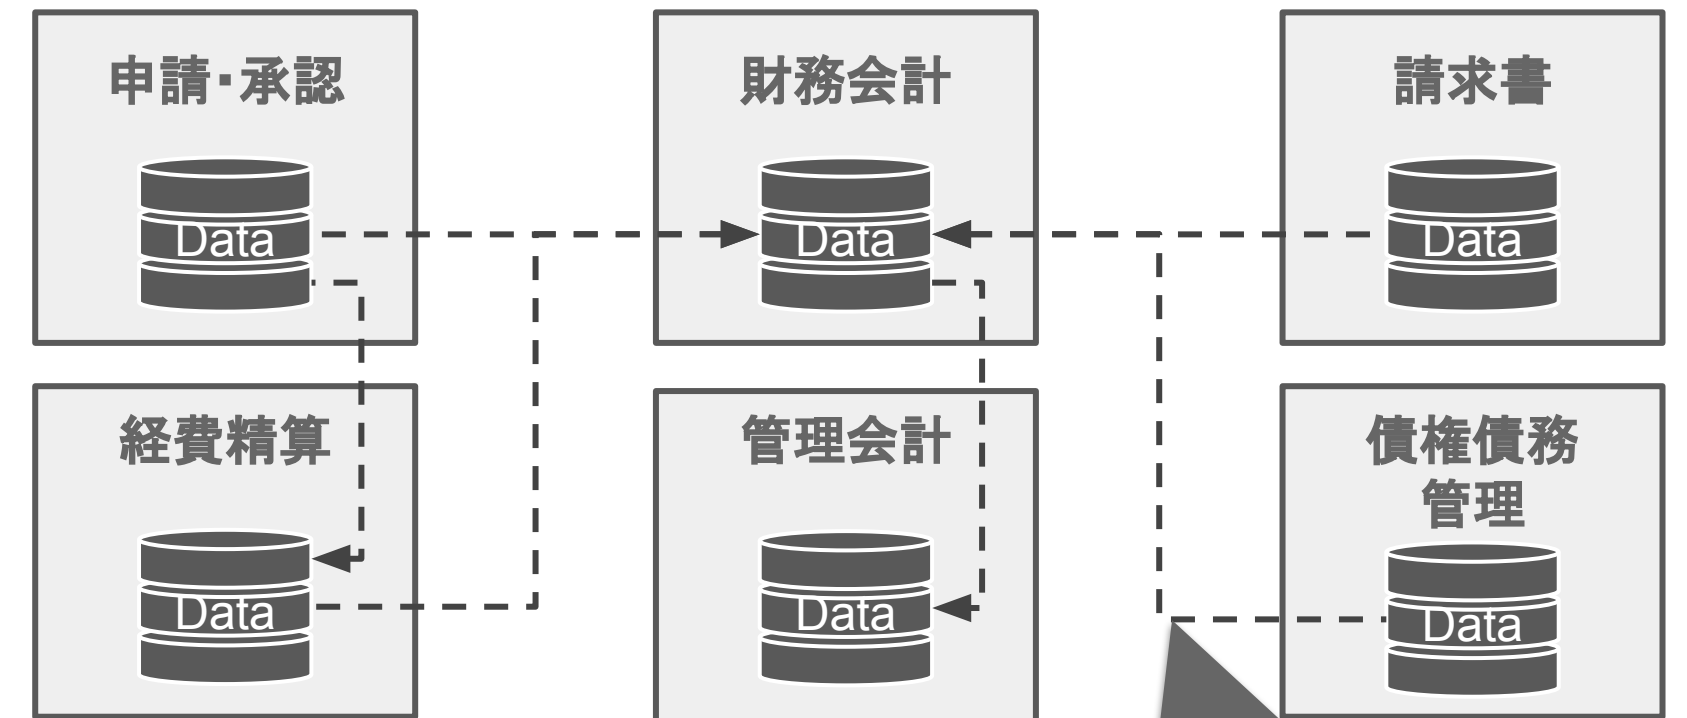 申請・承認
財務会計
請求書
Data
Data
Data
経費精算
管理会計
債権債務
管理
Data
Data
Data